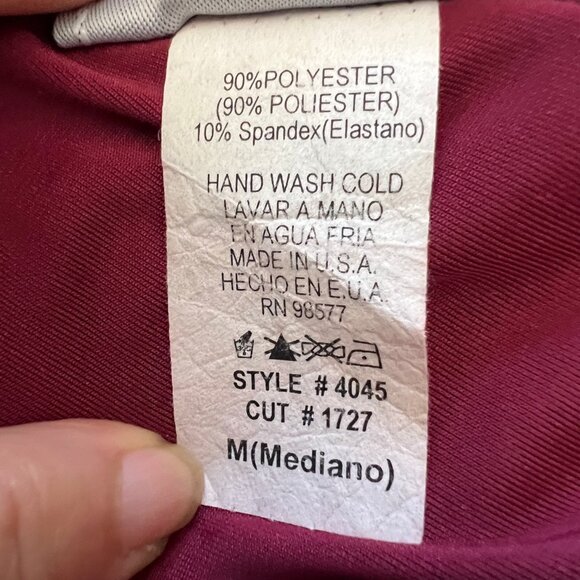 90%POLYESTER
(90% POLIESTER)
10% Spandex(Elastano)
HAND WASH COLD
LAVAR A MANO
EN AGUA FRIA
MADE IN U.S.A.
HECHO EN E.U.A.
RN 98577
STYLE # 4045
CUT # 1727
M(Mediano)